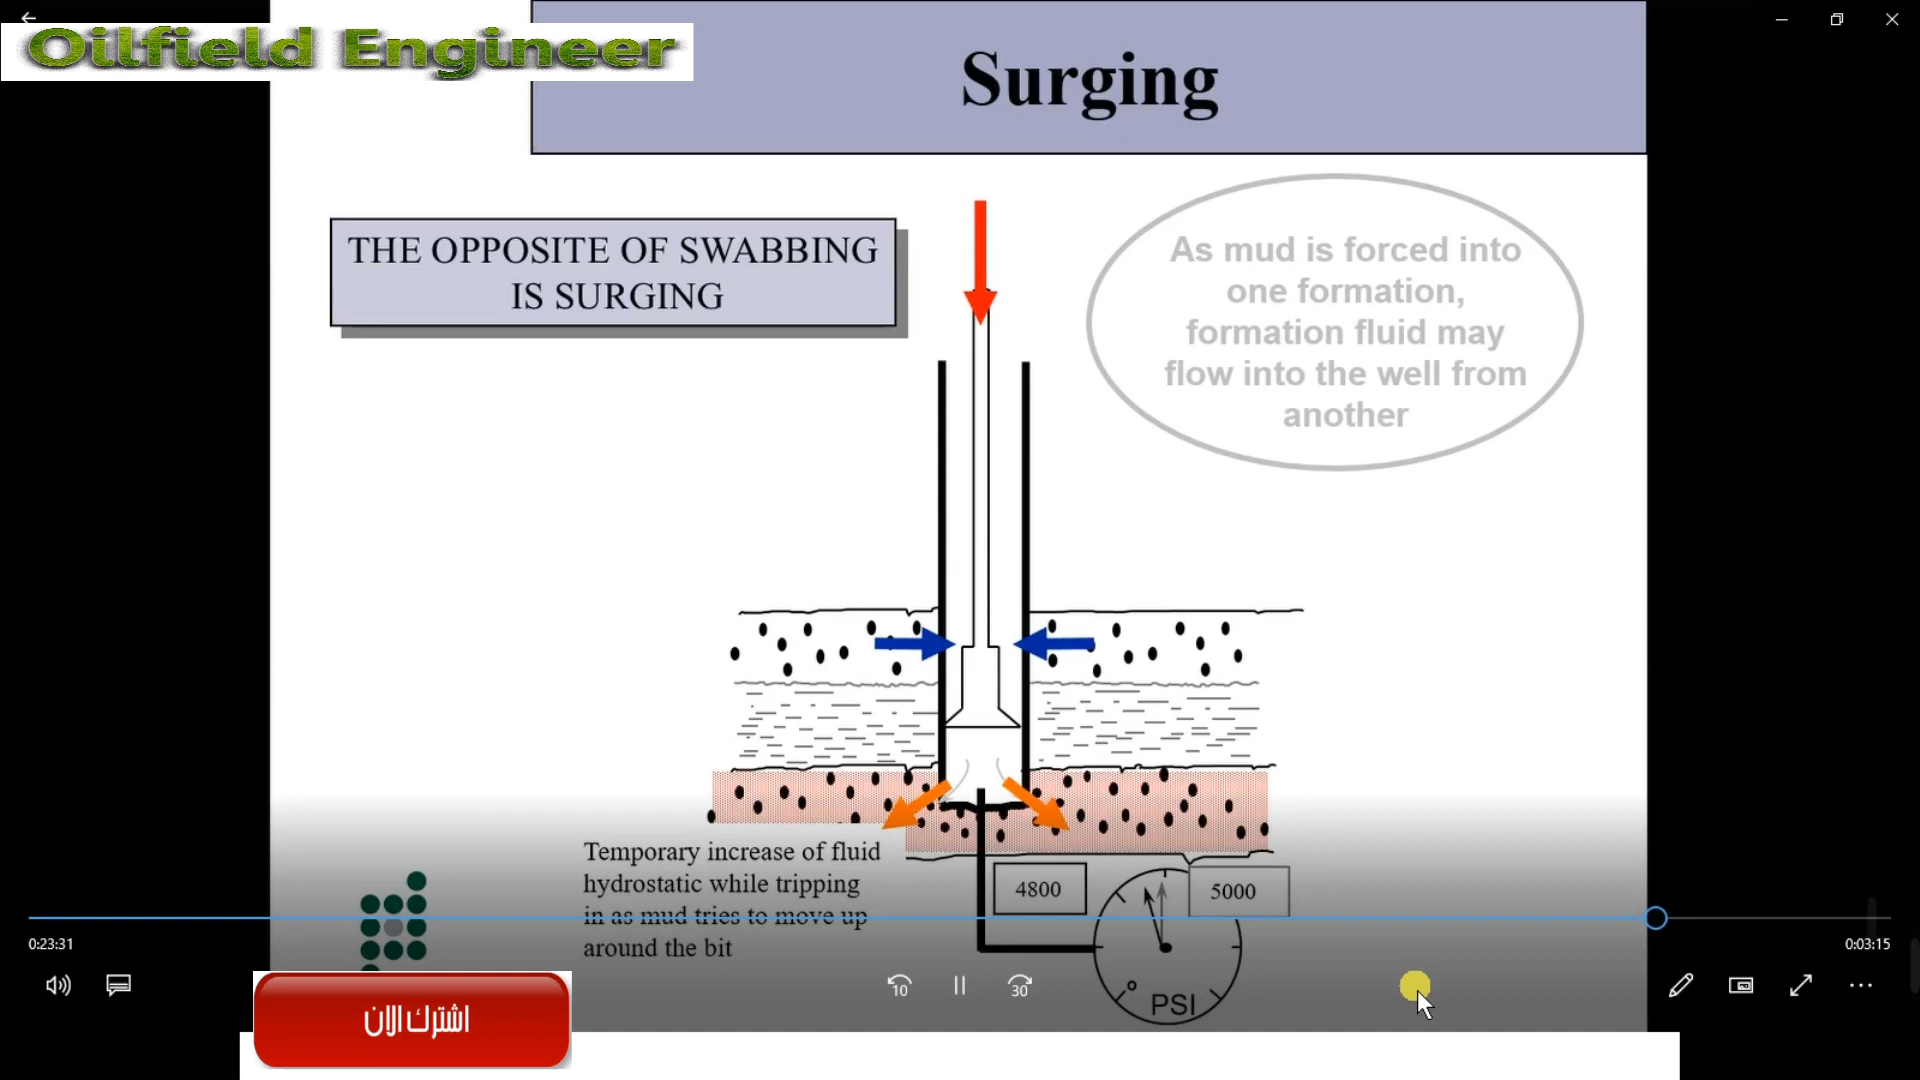 Oilfield Engineer
Surging
THE OPPOSITE OF SWABBING
IS SURGING
As mud is forced into
one formation,
formation fluid may
flow into the well from
another
Temporary increase of fluid
hydrostatic while tripping
in as mud tries to move up
around the bit
4800
5000
PSI
0:23:31
0:03:15
10
30
اشترك الان